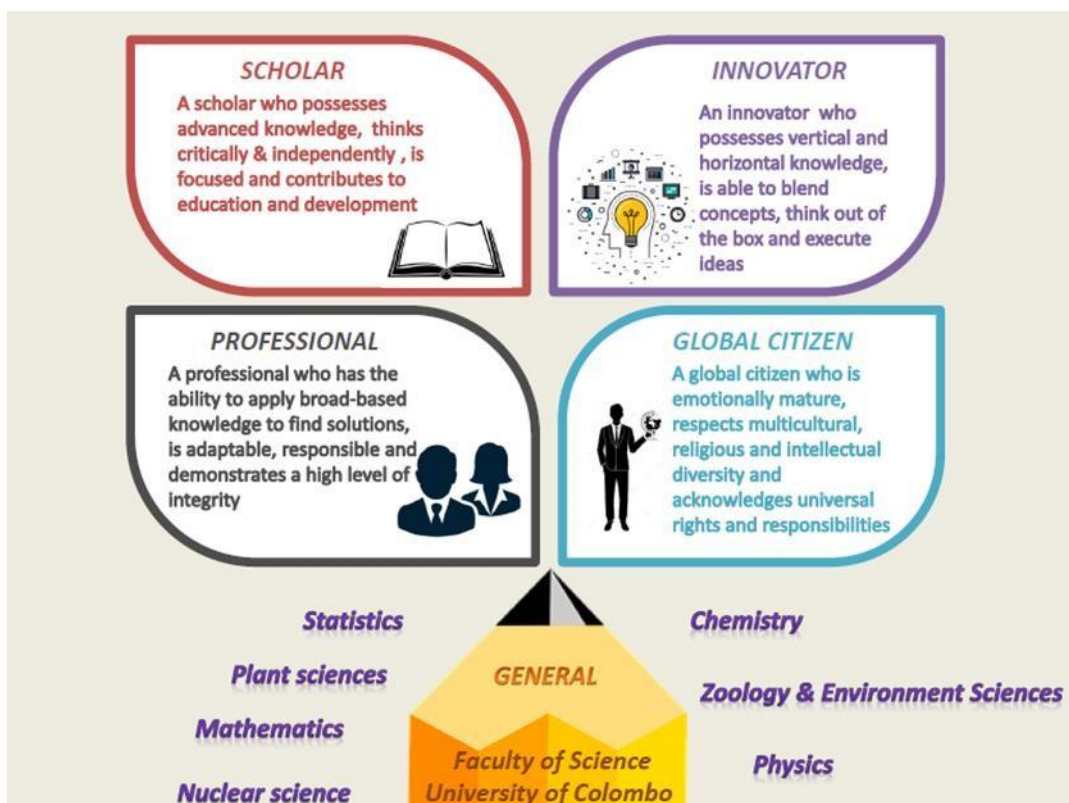 SCHOLAR
A scholar who possesses
advanced knowledge, thinks
critically & independently , is
focused and contributes to
education and development
INNOVATOR
An innovator who
possesses vertical and
horizontal knowledge,
is able to blend
concepts, think out of
the box and execute
ideas
PROFESSIONAL
A professional who has the
ability to apply broad-based
knowledge to find solutions,
is adaptable, responsible and
demonstrates a high level of
integrity
GLOBAL CITIZEN
A global citizen who is
emotionally mature,
respects multicultural,
religious and intellectual
diversity and
acknowledges universal
rights and responsibilities
Statistics
Plant sciences
Mathematics
Nuclear science
GENERAL
Faculty of Science
University of Colombo
Chemistry
Zoology & Environment Sciences
Physics